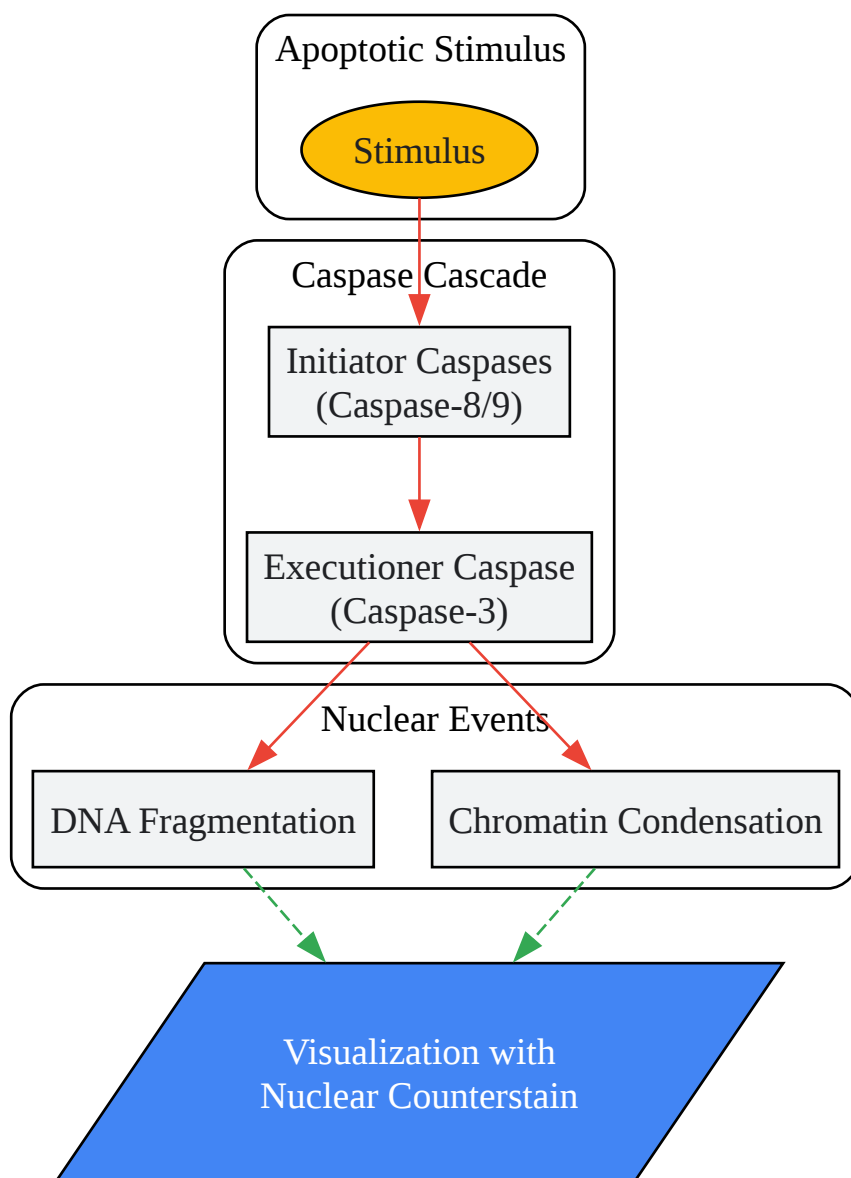 Apoptotic Stimulus
Stimulus
Caspase Cascade
Initiator Caspases
(Caspase-8/9)
Executioner Caspase
(Caspase-3)
Nuclear Events
DNA Fragmentation
Chromatin Condensation
Visualization with
Nuclear Counterstain